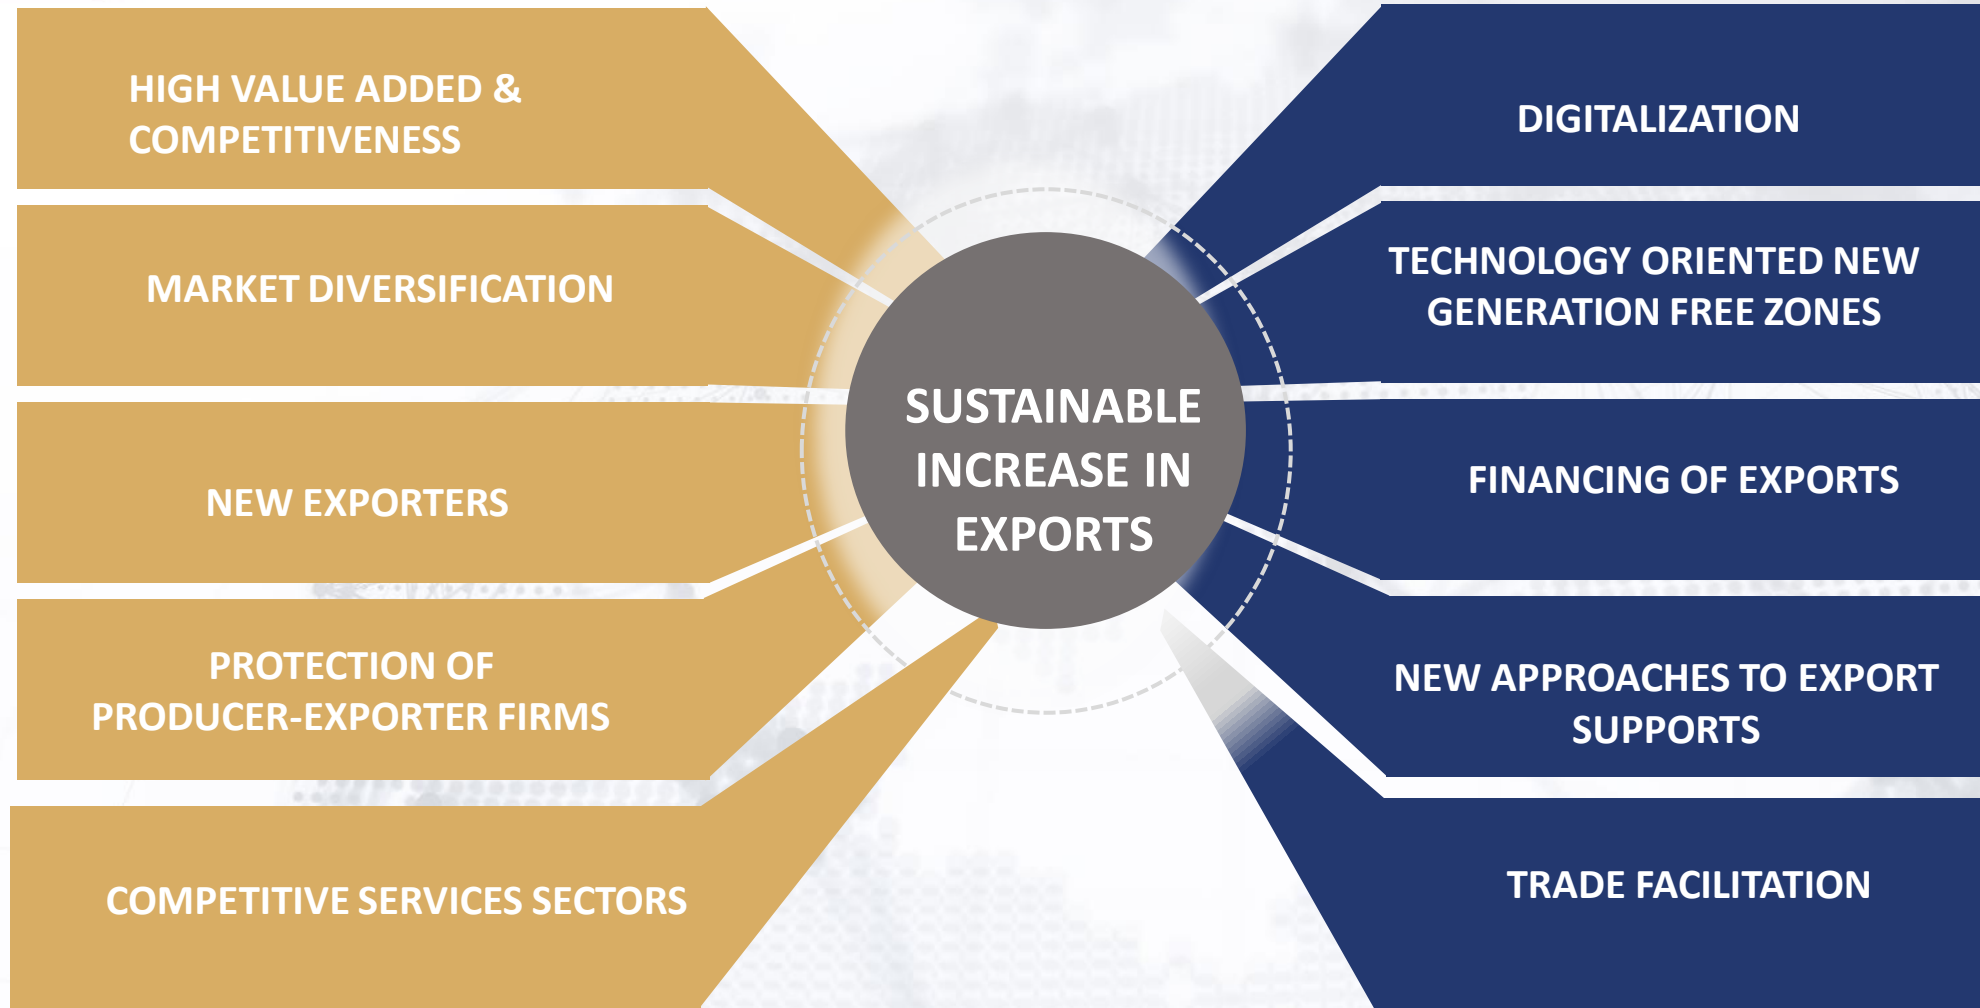 HIGH VALUE ADDED &
COMPETITIVENESS
MARKET DIVERSIFICATION
NEW EXPORTERS
PROTECTION OF
PRODUCER-EXPORTER FIRMS
COMPETITIVE SERVICES SECTORS
SUSTAINABLE
INCREASE IN
EXPORTS
DIGITALIZATION
TECHNOLOGY ORIENTED NEW
GENERATION FREE ZONES
FINANCING OF EXPORTS
NEW APPROACHES TO EXPORT
SUPPORTS
TRADE FACILITATION